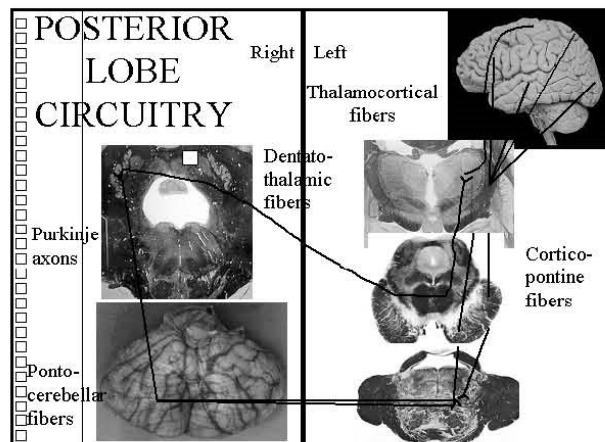 POSTERIOR
LOBE
CIRCUITRY
Right
Left
Thalamocortical
fibers
Dentato-
thalamic
fibers
Purkinje
axons
Cortico-
pontine
fibers
Ponto-
cerebellar
fibers